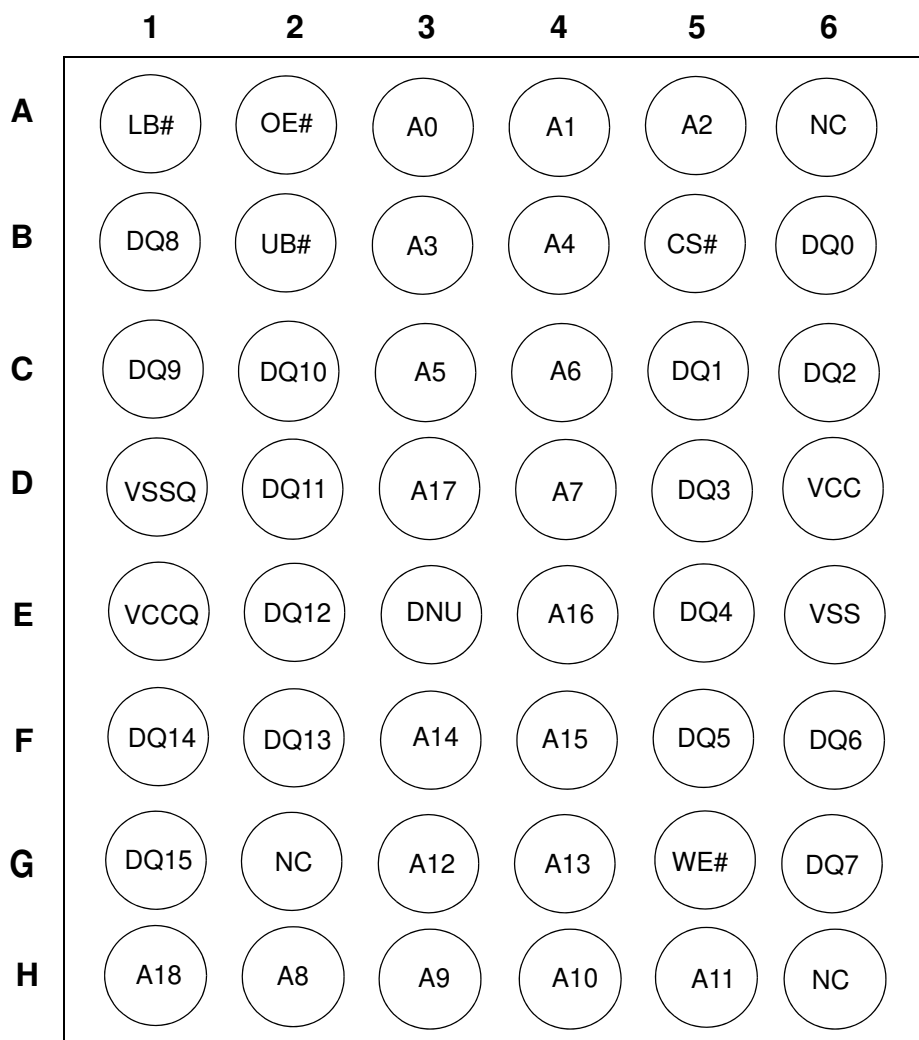 1 2 3 4 5 6
A LB# OE# A0 A1 A2 NC
B DQ8 UB# A3 A4 CS# DQ0
C DQ9 DQ10 A5 A6 DQ1 DQ2
D VSSQ DQ11 A17 A7 DQ3 VCC
E VCCQ DQ12 DNU A16 DQ4 VSS
F DQ14 DQ13 A14 A15 DQ5 DQ6
G DQ15 NC A12 A13 WE# DQ7
H A18 A8 A9 A10 A11 NC